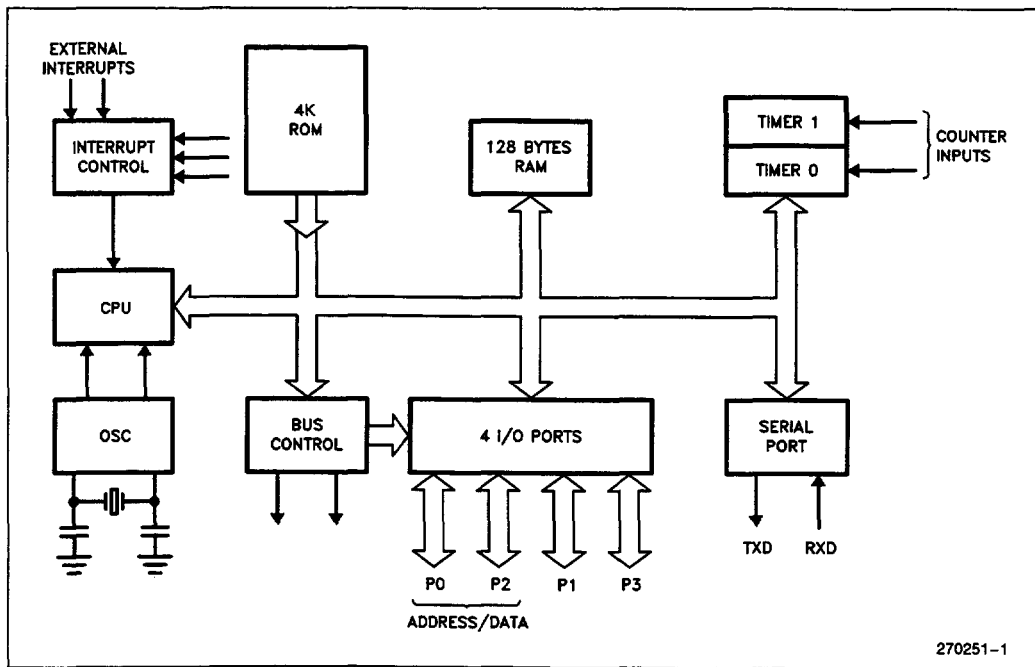 EXTERNAL
INTERRUPTS
INTERRUPT
CONTROL
4K
ROM
128 BYTES
RAM
TIMER 1
TIMER 0
COUNTER
INPUTS
CPU
OSC
BUS
CONTROL
4 I/O PORTS
SERIAL
PORT
TXD
RXD
P0
P2
P1
P3
ADDRESS/DATA
270251-1